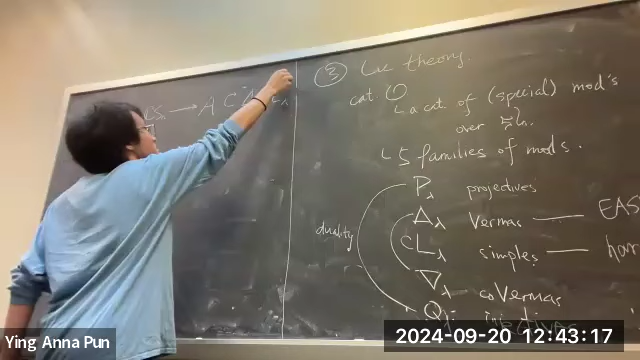 → A
③ Lie theory.
cat O
↳ a cat. of (special) mod's
over
↳ 5 families of mods.
P_λ projectives
Δ_λ Vermas — EAS
duality
L_λ simples — har
∇_λ coVermas
Q
Ying Anna Pun
2024-09-20 12:43:17